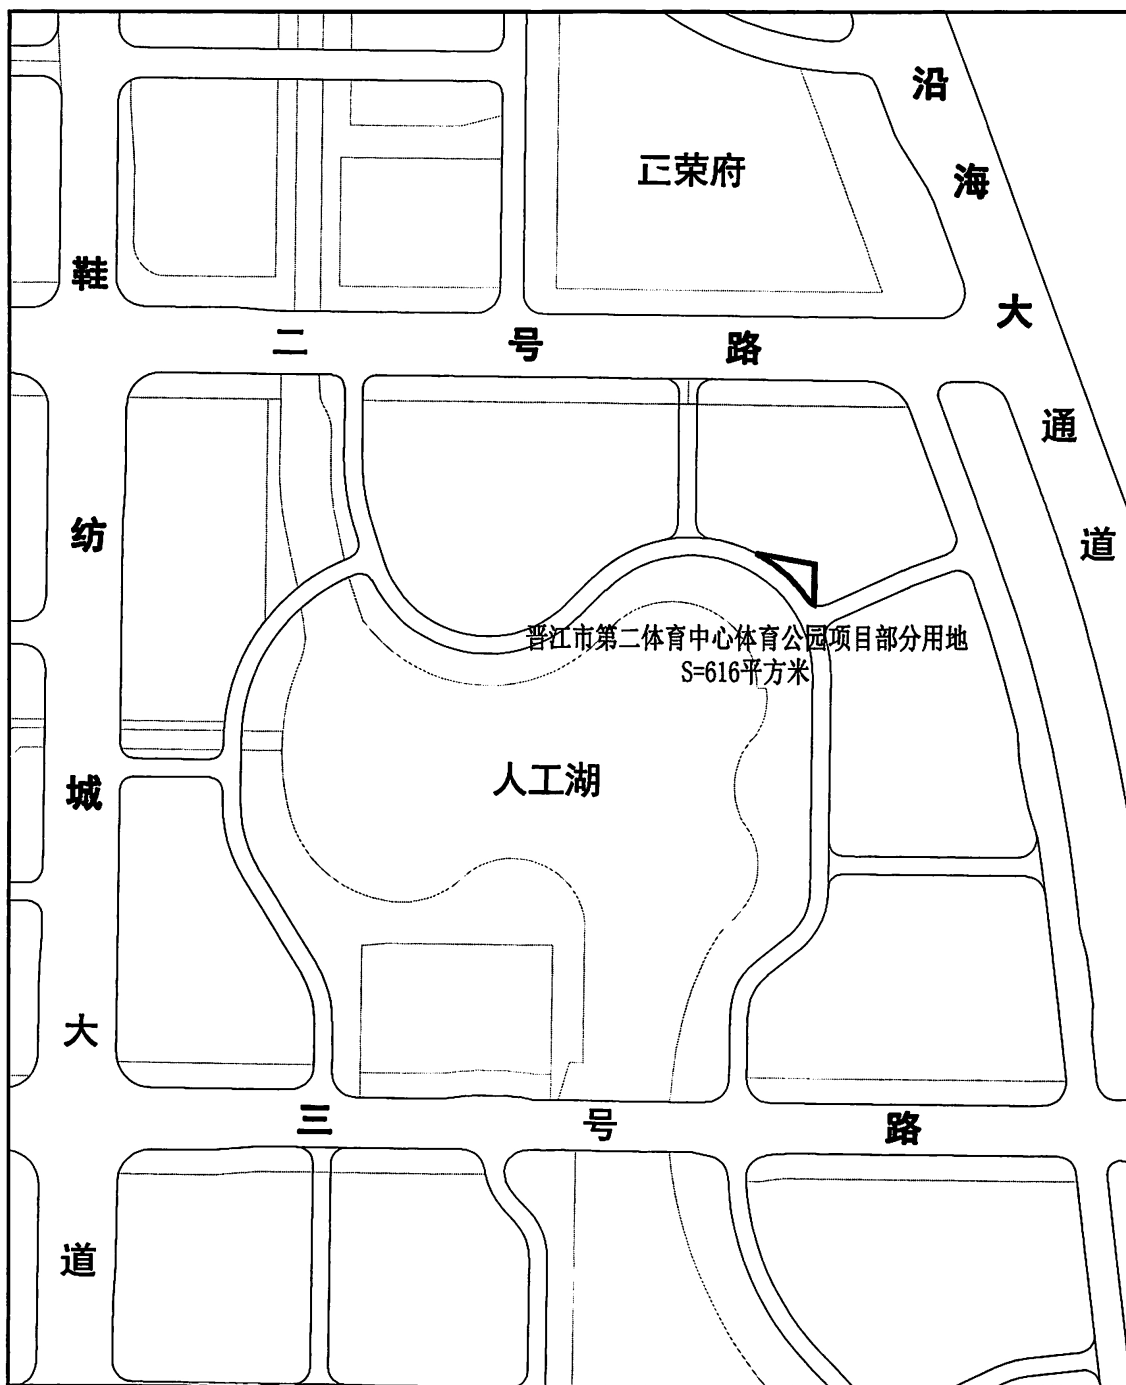 沿海大通道
正荣府
鞋纺城大道
二号路
晋江市第二体育中心体育公园项目部分用地
S=616平方米
人工湖
三号路